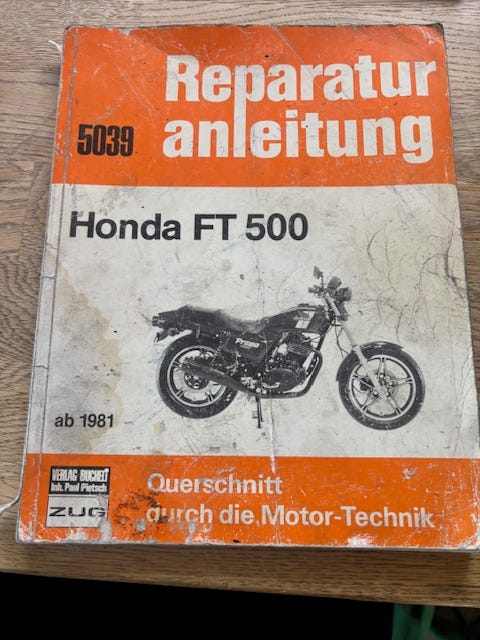 Reparatur
5039 anleitung
Honda FT 500
FT500
ab 1981
VERLAG BUCHELI
Inh. Paul Pietsch
ZUG
Querschnitt
durch die Motor-Technik